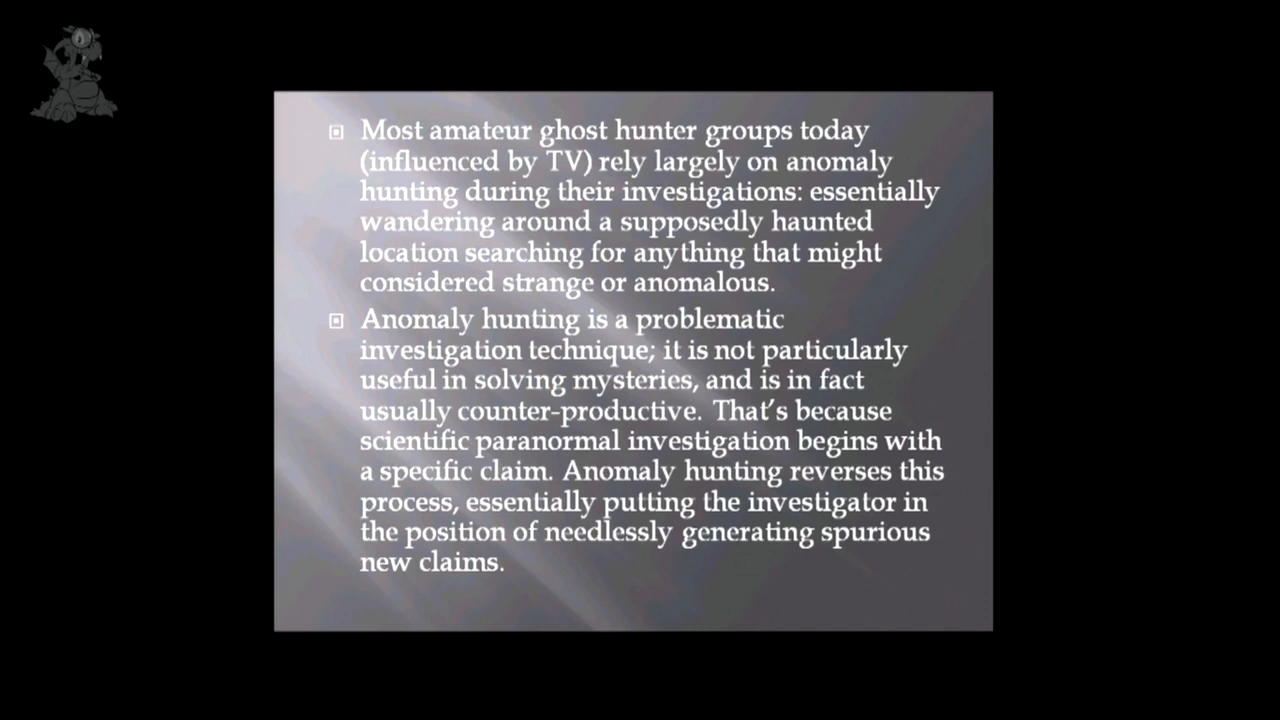 Most amateur ghost hunter groups today
(influenced by TV) rely largely on anomaly
hunting during their investigations: essentially
wandering around a supposedly haunted
location searching for anything that might
considered strange or anomalous.
Anomaly hunting is a problematic
investigation technique; it is not particularly
useful in solving mysteries, and is in fact
usually counter-productive. That's because
scientific paranormal investigation begins with
a specific claim. Anomaly hunting reverses this
process, essentially putting the investigator in
the position of needlessly generating spurious
new claims.